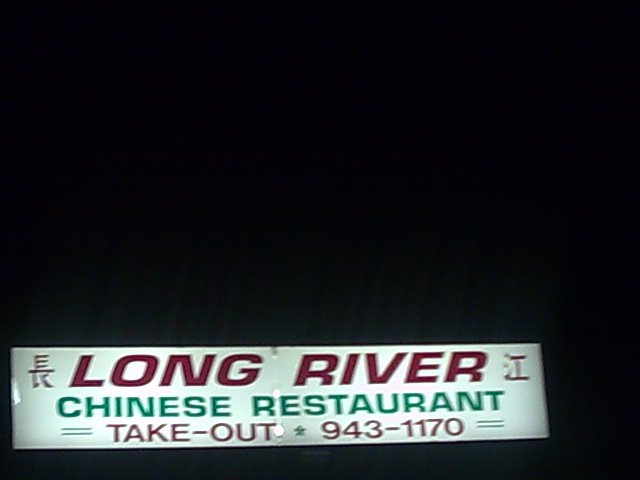 長 LONG RIVER 江
CHINESE RESTAURANT
TAKE-OUT * 943-1170